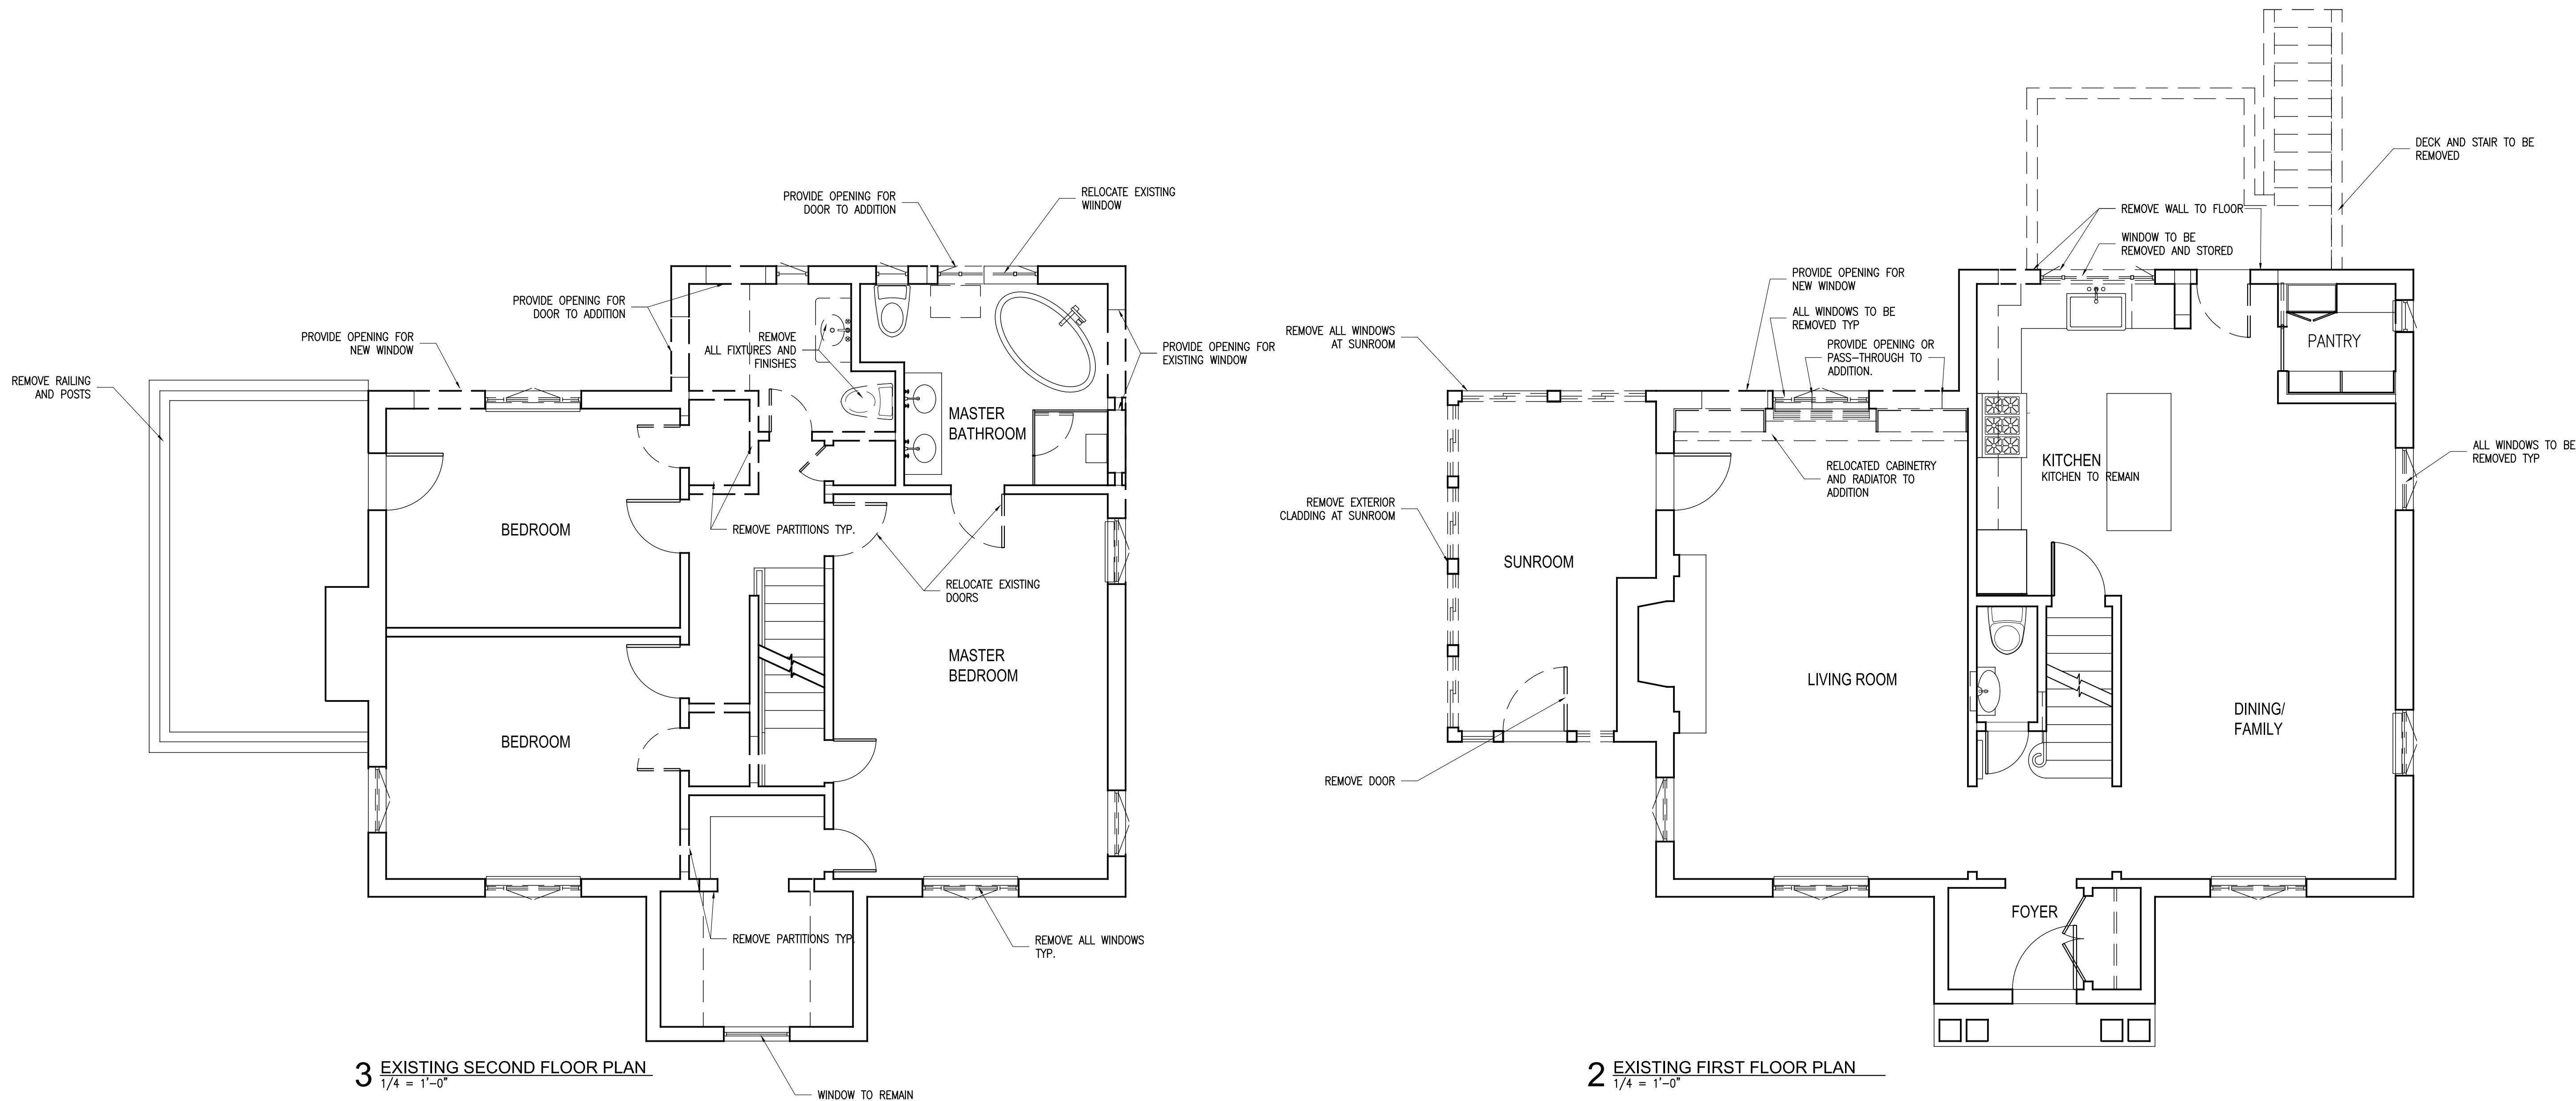 PROVIDE OPENING FOR
DOOR TO ADDITION
RELOCATE EXISTING
WIINDOW
PROVIDE OPENING FOR
DOOR TO ADDITION
PROVIDE OPENING FOR
NEW WINDOW
REMOVE RAILING
AND POSTS
REMOVE
ALL FIXTURES AND
FINISHES
PROVIDE OPENING FOR
EXISTING WINDOW
MASTER
BATHROOM
BEDROOM
REMOVE PARTITIONS TYP.
RELOCATE EXISTING
DOORS
MASTER
BEDROOM
BEDROOM
REMOVE PARTITIONS TYP.
REMOVE ALL WINDOWS
TYP.
3 EXISTING SECOND FLOOR PLAN
1/4 = 1'-0"
WINDOW TO REMAIN
DECK AND STAIR TO BE
REMOVED
REMOVE WALL TO FLOOR
WINDOW TO BE
REMOVED AND STORED
PROVIDE OPENING FOR
NEW WINDOW
ALL WINDOWS TO BE
REMOVED TYP
PROVIDE OPENING OR
PASS-THROUGH TO
ADDITION.
REMOVE ALL WINDOWS
AT SUNROOM
PANTRY
KITCHEN
KITCHEN TO REMAIN
ALL WINDOWS TO BE
REMOVED TYP
RELOCATED CABINETRY
AND RADIATOR TO
ADDITION
REMOVE EXTERIOR
CLADDING AT SUNROOM
SUNROOM
LIVING ROOM
DINING/
FAMILY
REMOVE DOOR
FOYER
2 EXISTING FIRST FLOOR PLAN
1/4 = 1'-0"